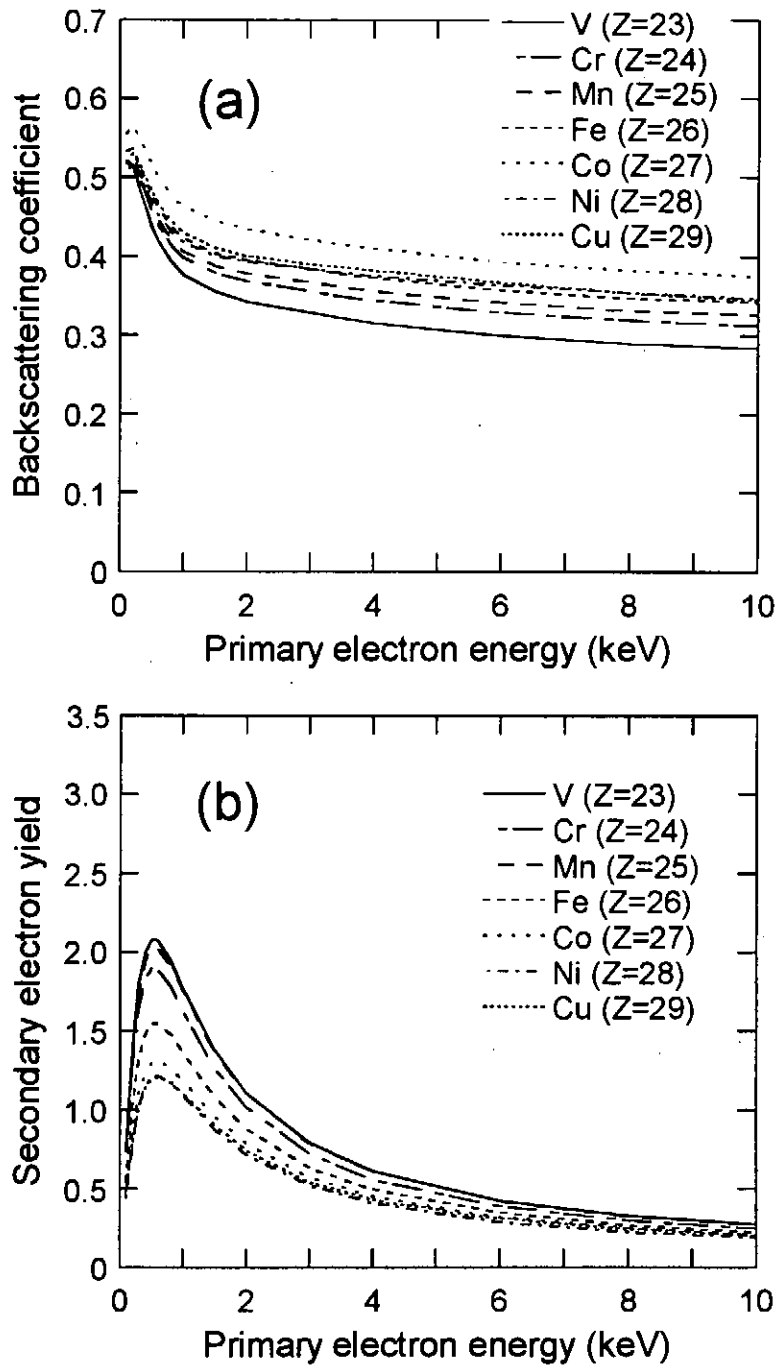 0.7
0.6
0.5
0.4
0.3
0.2
0.1
0
Backscattering coefficient
(a)
V (Z=23)
Cr (Z=24)
Mn (Z=25)
Fe (Z=26)
Co (Z=27)
Ni (Z=28)
Cu (Z=29)
0 2 4 6 8 10
Primary electron energy (keV)
3.5
3.0
2.5
2.0
1.5
1.0
0.5
0
Secondary electron yield
(b)
V (Z=23)
Cr (Z=24)
Mn (Z=25)
Fe (Z=26)
Co (Z=27)
Ni (Z=28)
Cu (Z=29)
0 2 4 6 8 10
Primary electron energy (keV)